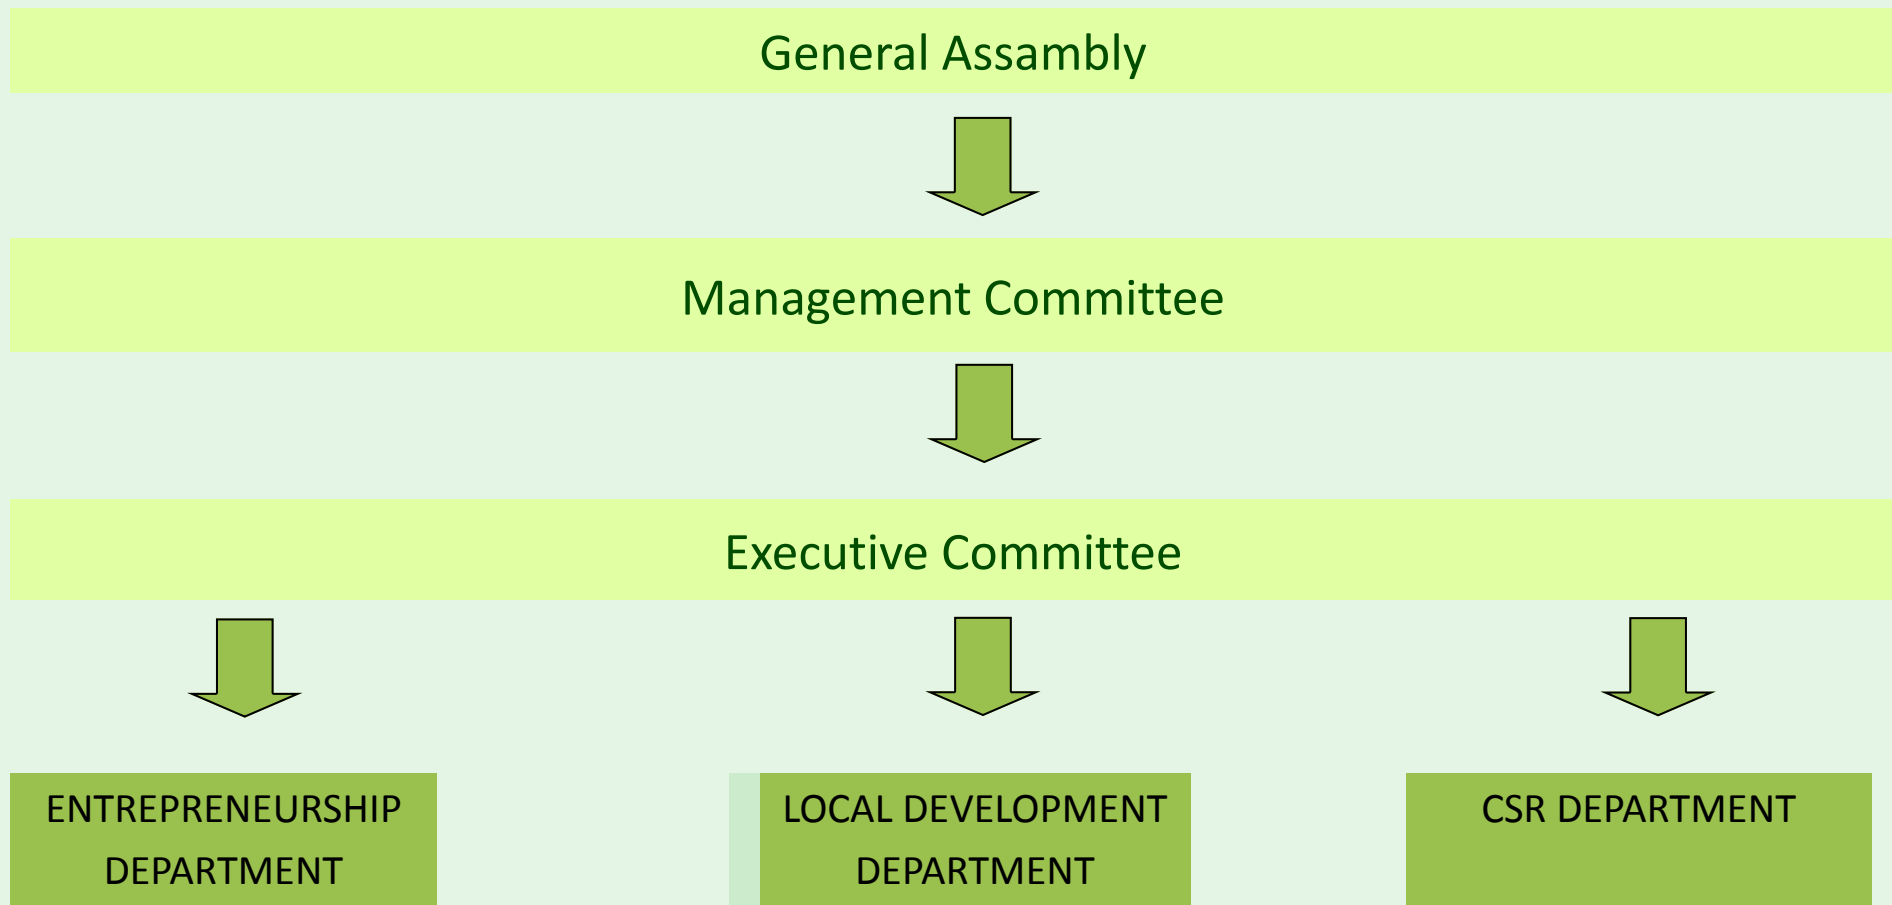 General Assambly
Management Committee
Executive Committee
ENTREPRENEURSHIP
DEPARTMENT
LOCAL DEVELOPMENT
DEPARTMENT
CSR DEPARTMENT